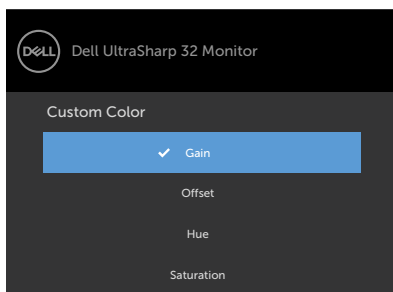 DELL Dell UltraSharp 32 Monitor
Custom Color
Gain
Offset
Hue
Saturation